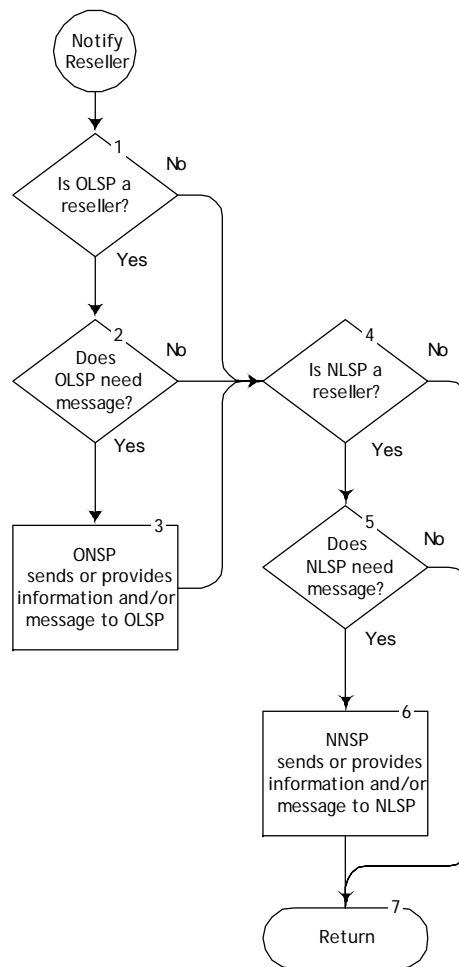 Notify
Reseller
1
No
Is OLSP a
reseller?
Yes
2
No
Does
OLSP need
message?
Yes
3
ONSP
sends or provides
information and/or
message to OLSP
4
No
Is NLSP a
reseller?
Yes
5
No
Does
NLSP need
message?
Yes
6
NNSP
sends or provides
information and/or
message to NLSP
7
Return